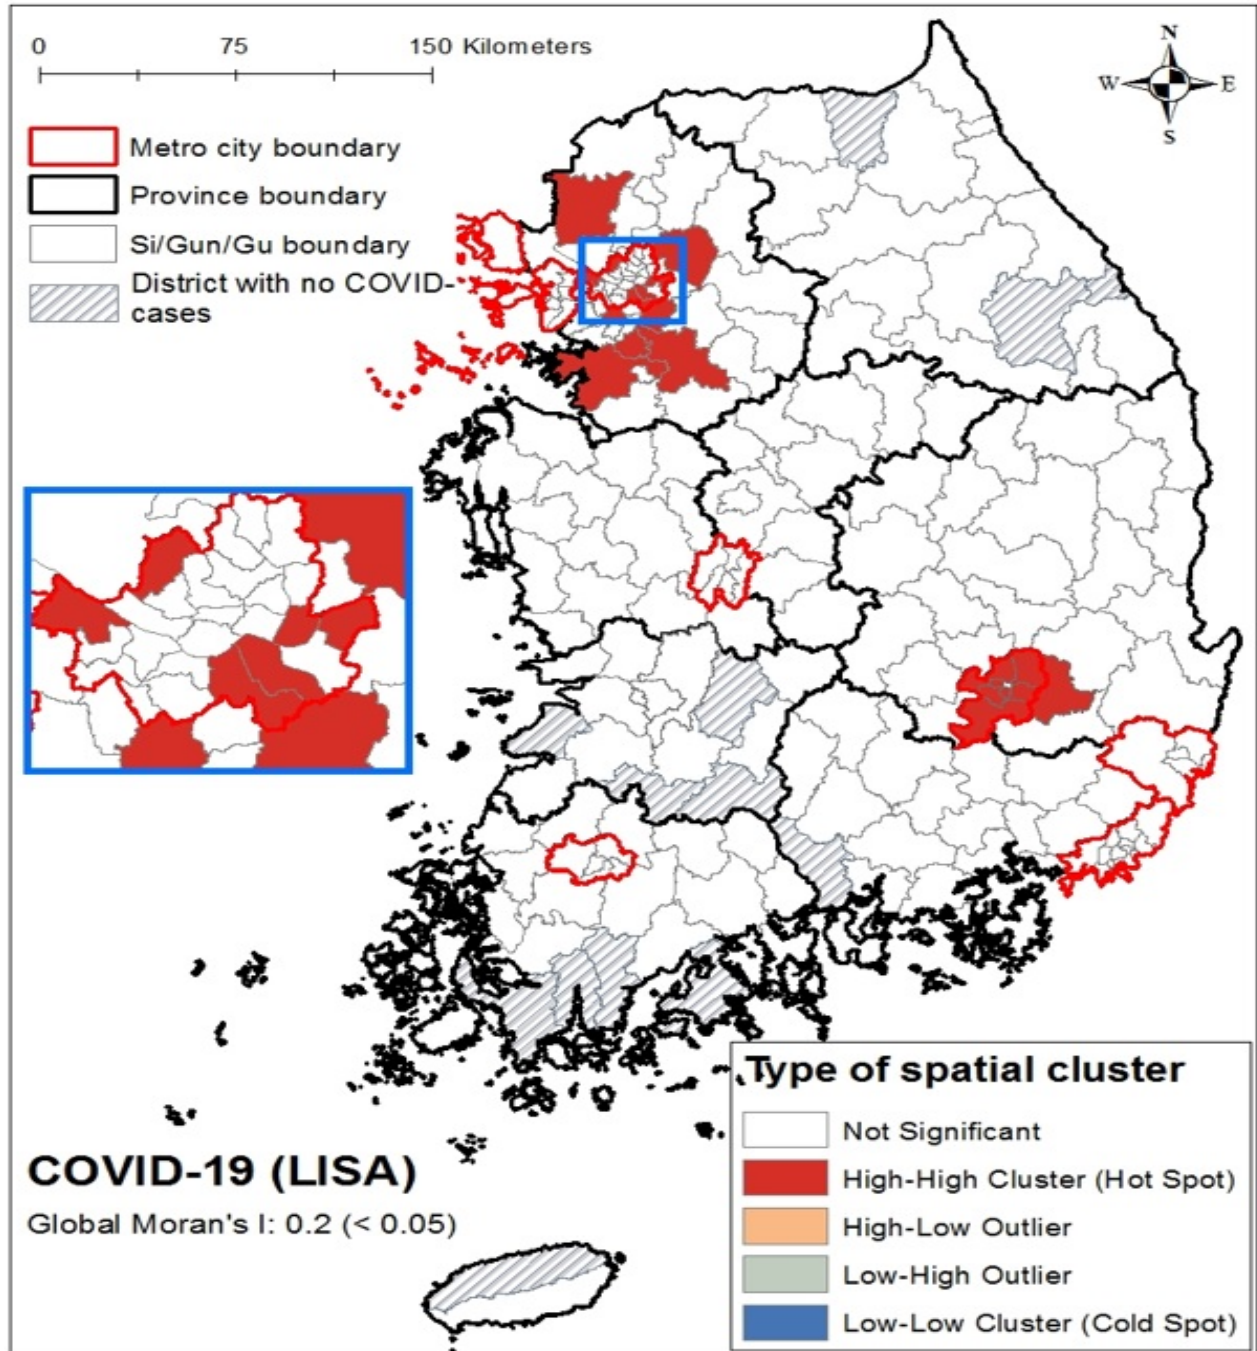 0 75 150 Kilometers
N
W E
S
Metro city boundary
Province boundary
Si/Gun/Gu boundary
District with no COVID-
cases
COVID-19 (LISA)
Global Moran's I: 0.2 (< 0.05)
Type of spatial cluster
Not Significant
High-High Cluster (Hot Spot)
High-Low Outlier
Low-High Outlier
Low-Low Cluster (Cold Spot)